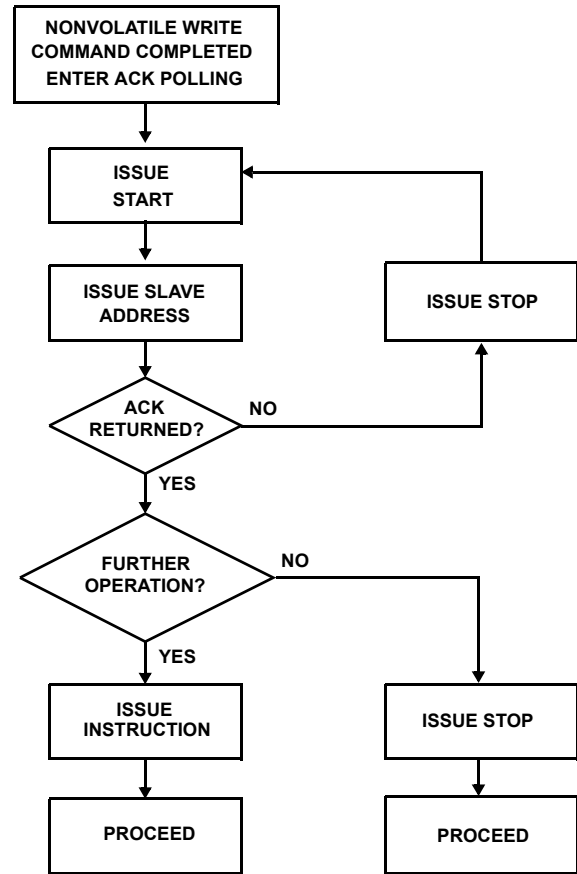 NONVOLATILE WRITE
COMMAND COMPLETED
ENTER ACK POLLING
ISSUE
START
ISSUE SLAVE
ADDRESS
ISSUE STOP
ACK
RETURNED?
NO
YES
FURTHER
OPERATION?
NO
YES
ISSUE
INSTRUCTION
ISSUE STOP
PROCEED
PROCEED